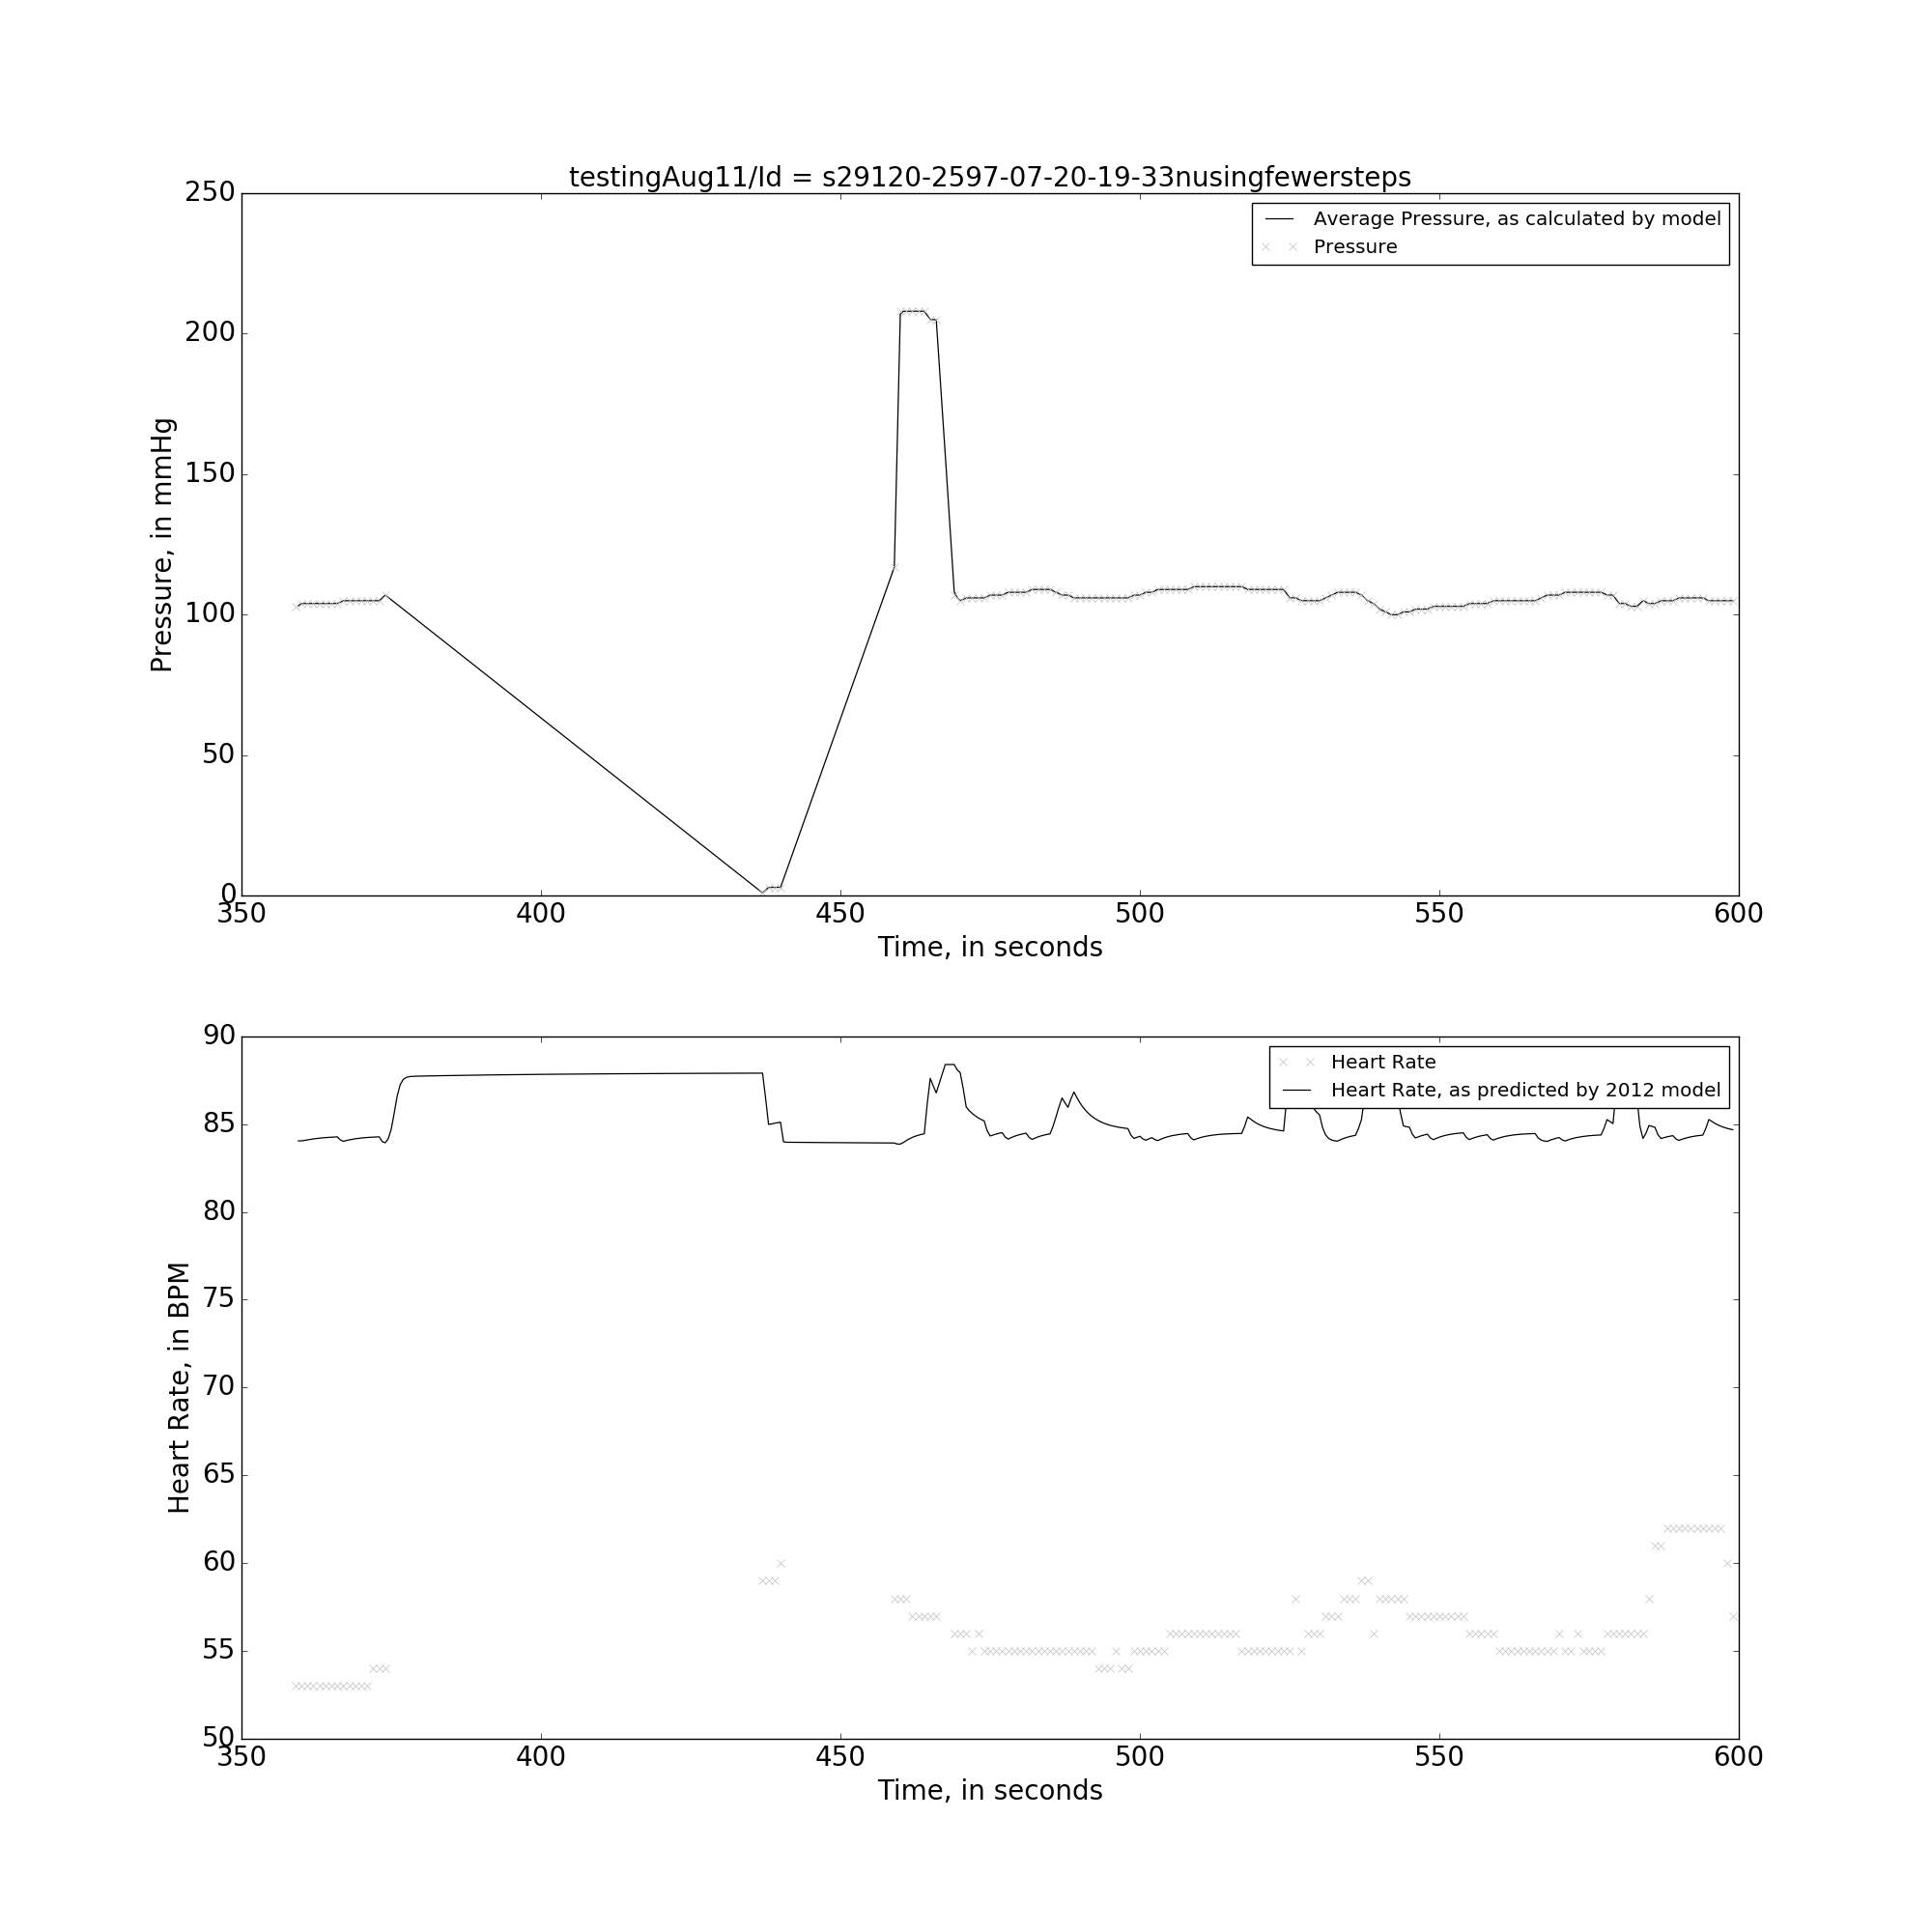 testingAug11/Id = s29120-2597-07-20-19-33nusingfewersteps
250
200
150
100
50
0
Pressure, in mmHg
Average Pressure, as calculated by model
Pressure
350 400 450 500 550 600
Time, in seconds
90
85
80
75
70
65
60
55
50
Heart Rate, in BPM
Heart Rate
Heart Rate, as predicted by 2012 model
350 400 450 500 550 600
Time, in seconds